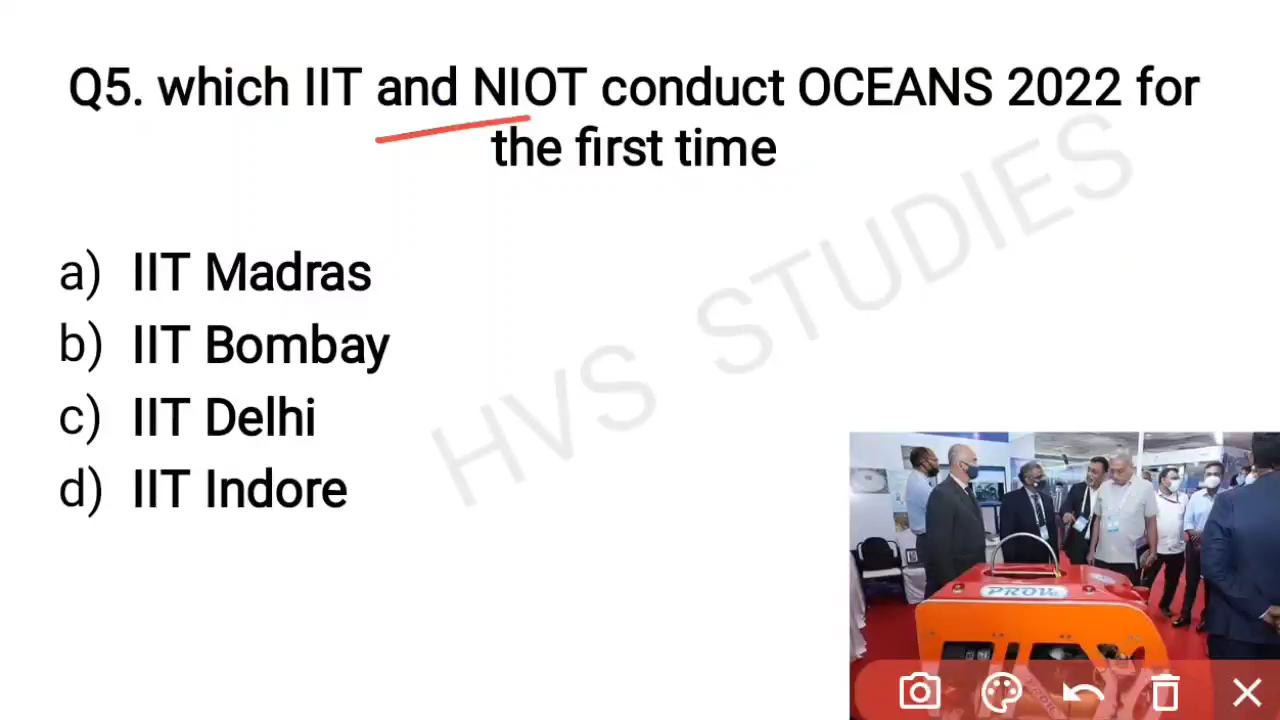 Q5. which IIT and NIOT conduct OCEANS 2022 for
the first time
a) IIT Madras
b) IIT Bombay
c) IIT Delhi
d) IIT Indore
HVS STUDIES
PROVe